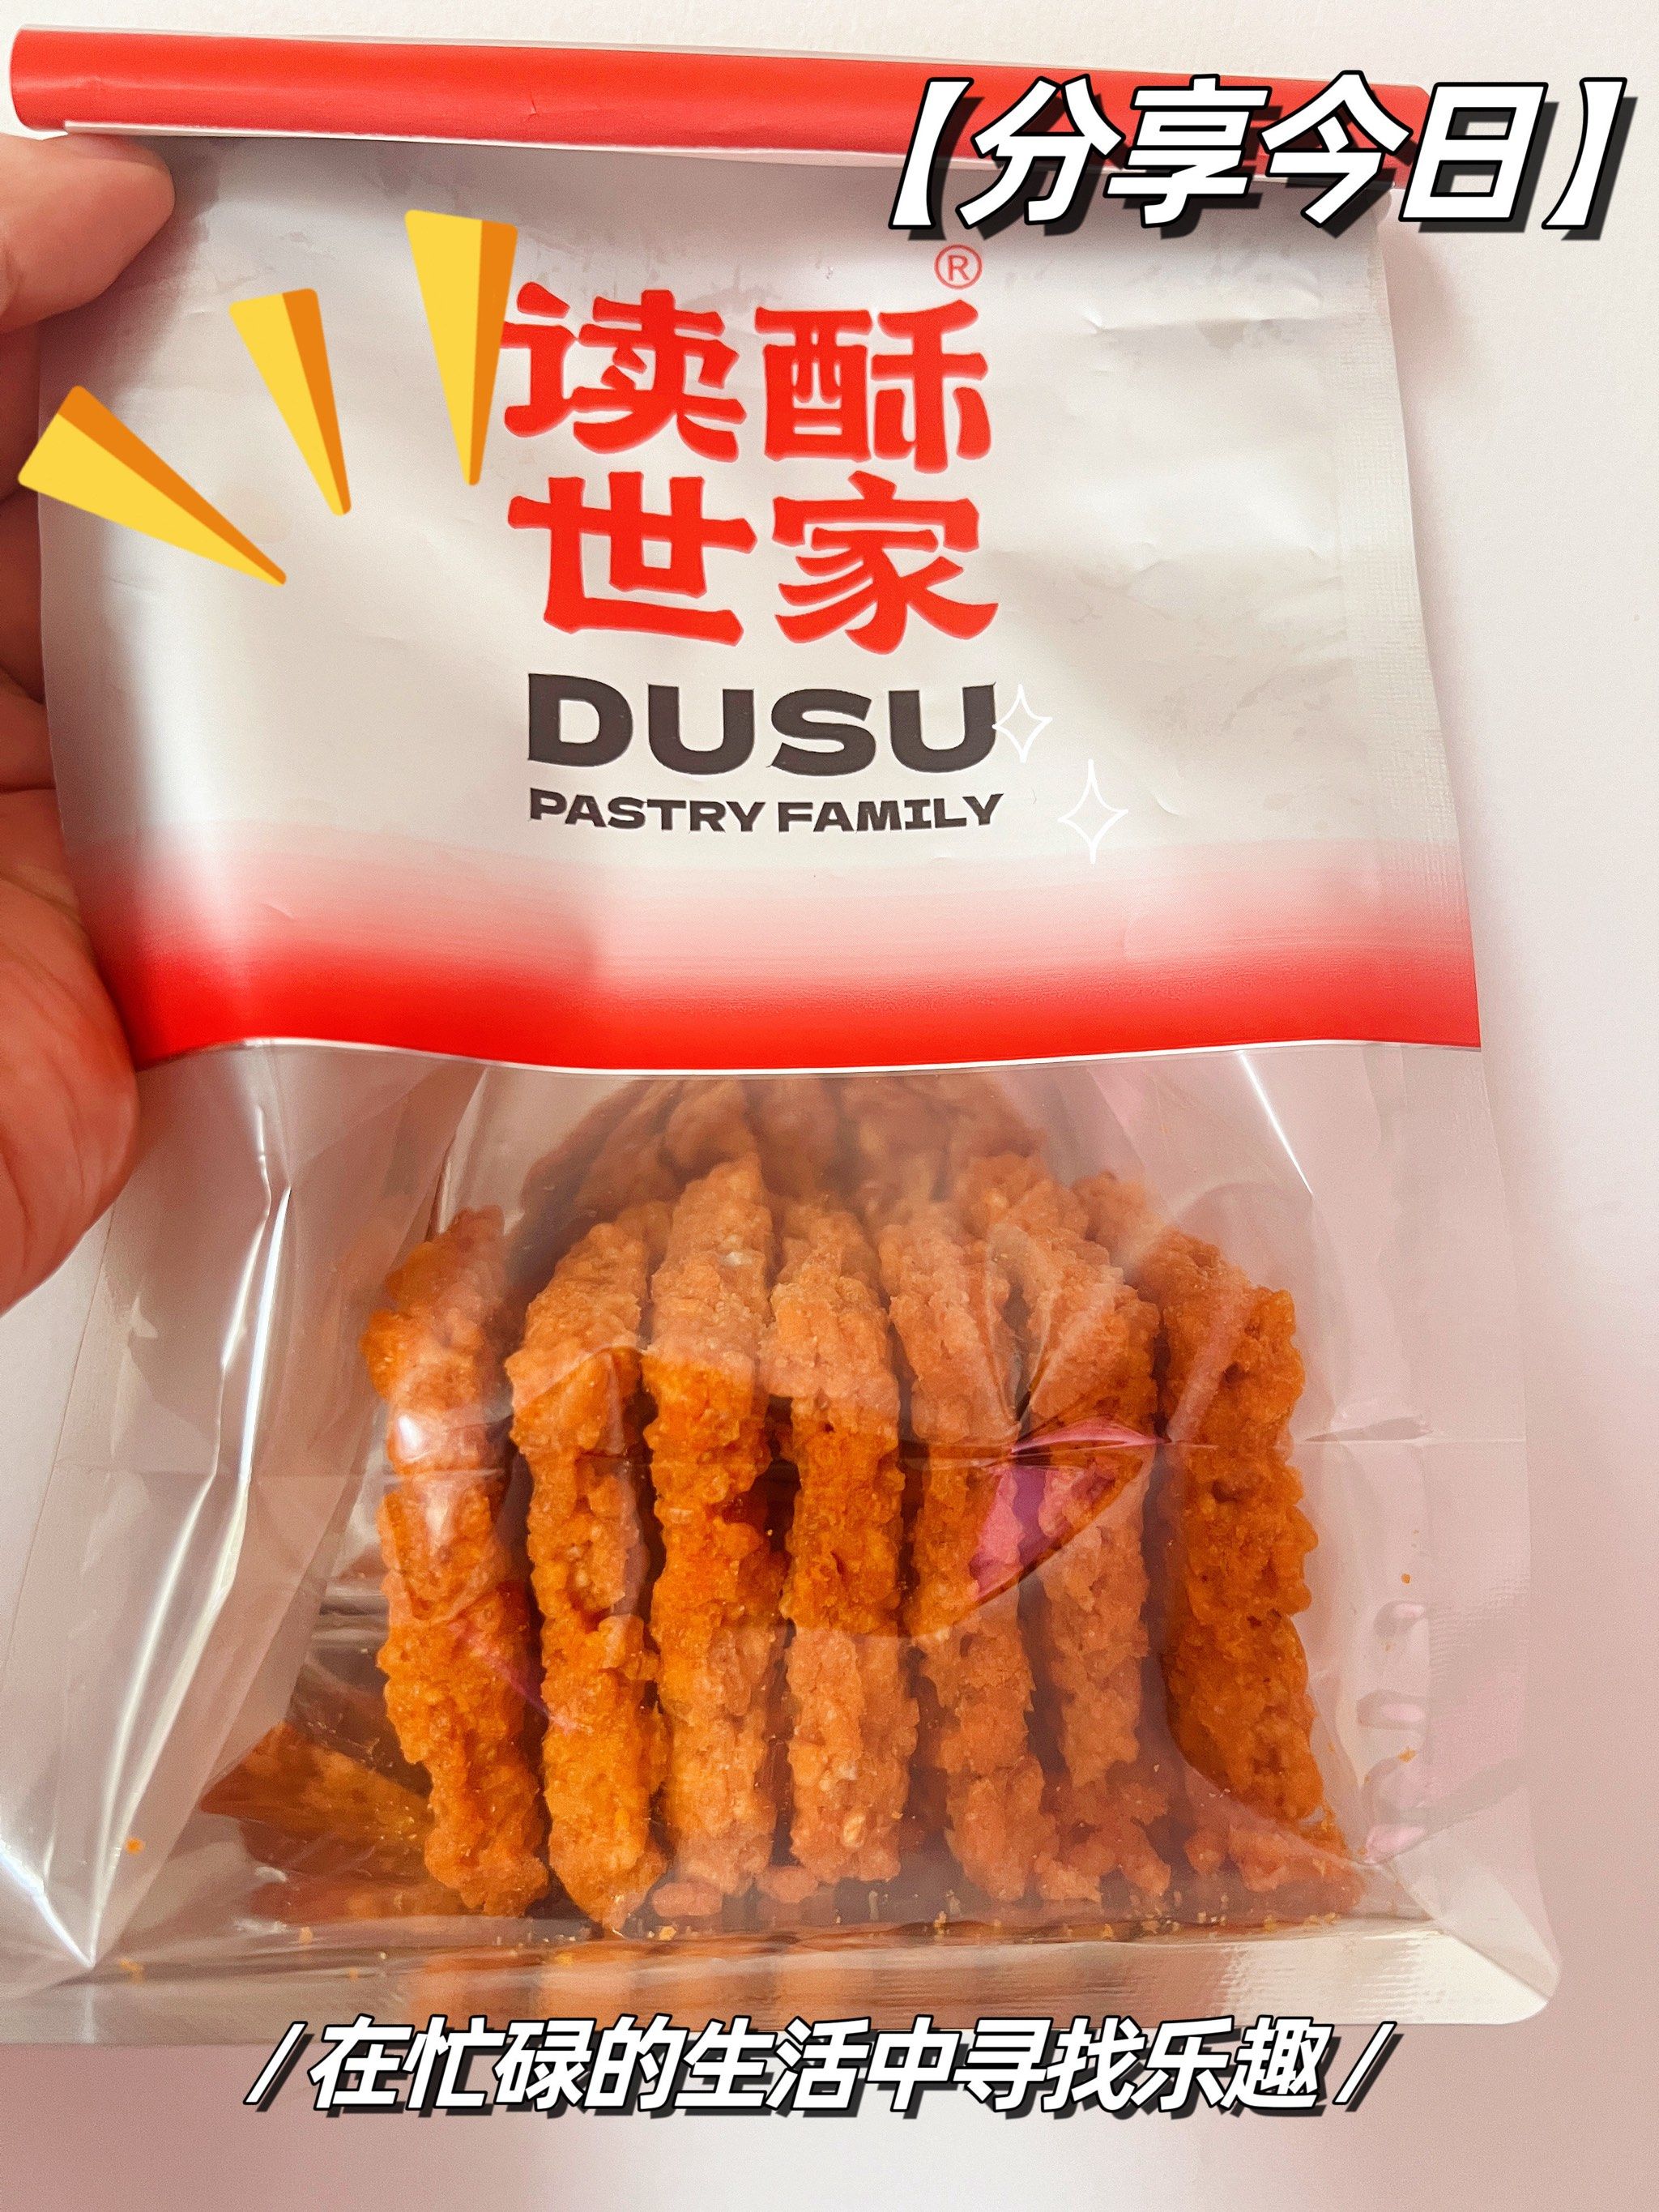 【分享今日】
®
读酥
世家
DUSU
PASTRY FAMILY
/在忙碌的生活中寻找乐趣/